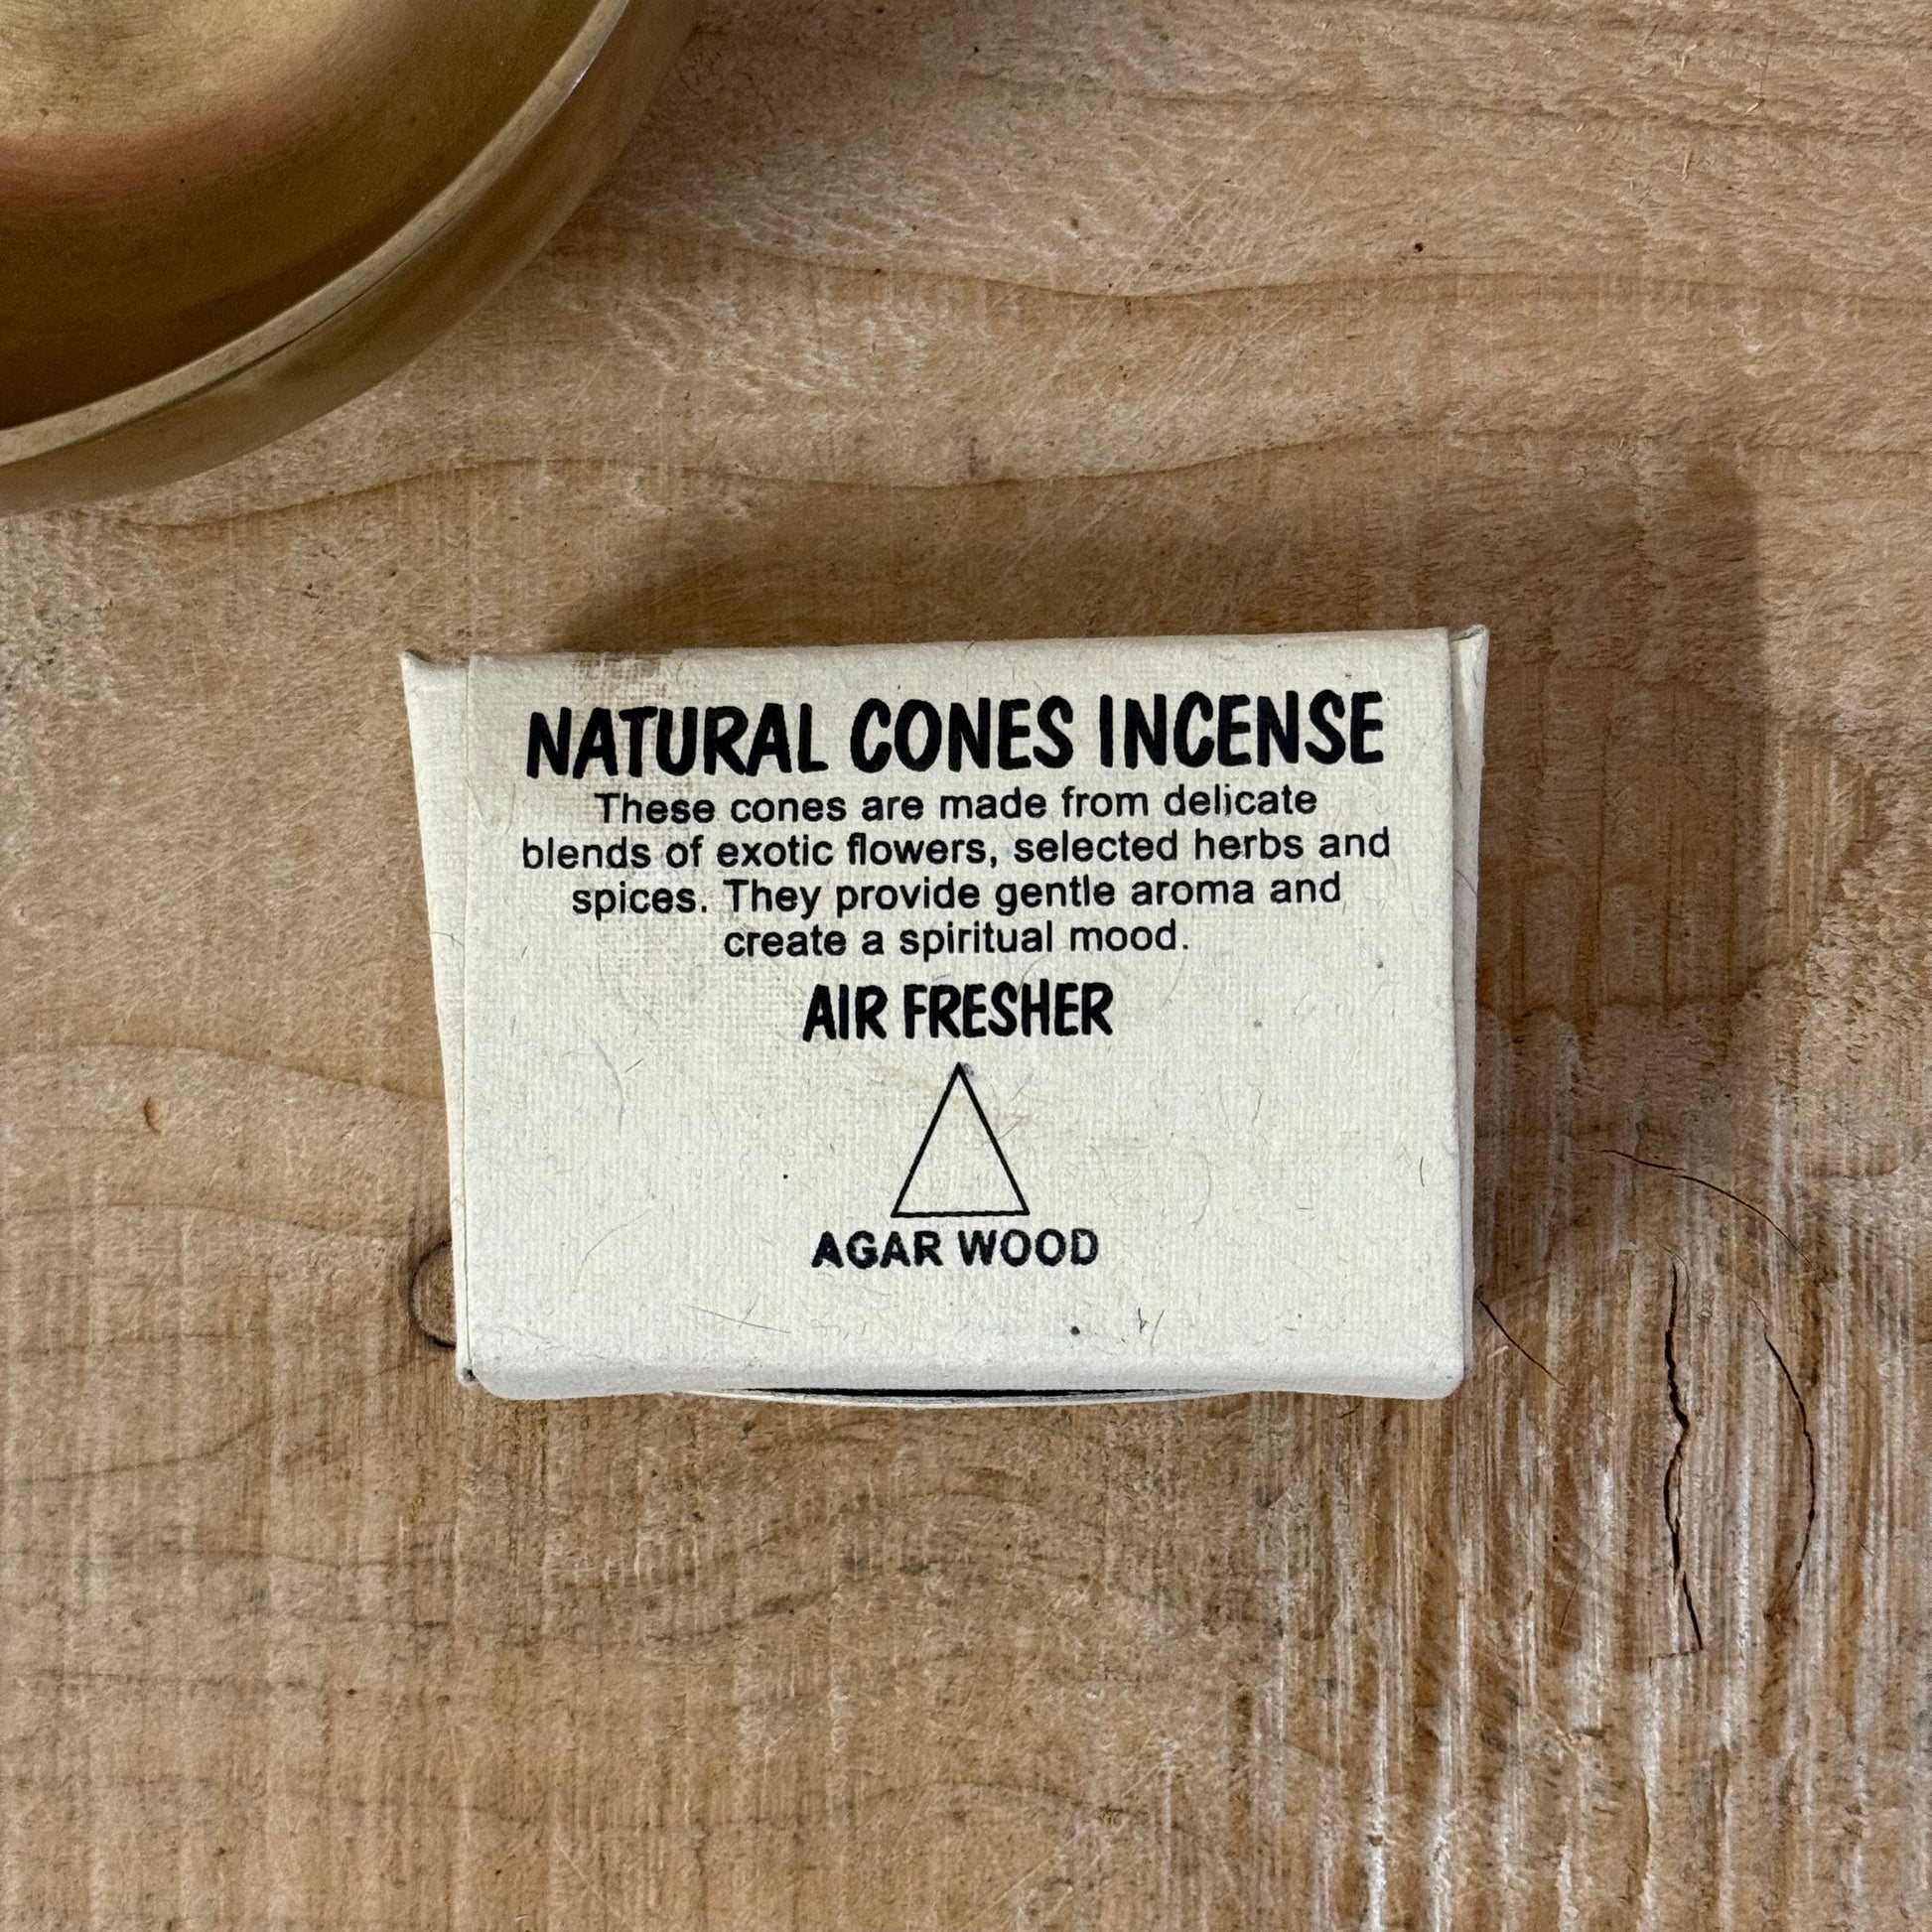 NATURAL CONES INCENSE
These cones are made from delicate
blends of exotic flowers, selected herbs and
spices. They provide gentle aroma and
create a spiritual mood.
AIR FRESHER
AGAR WOOD